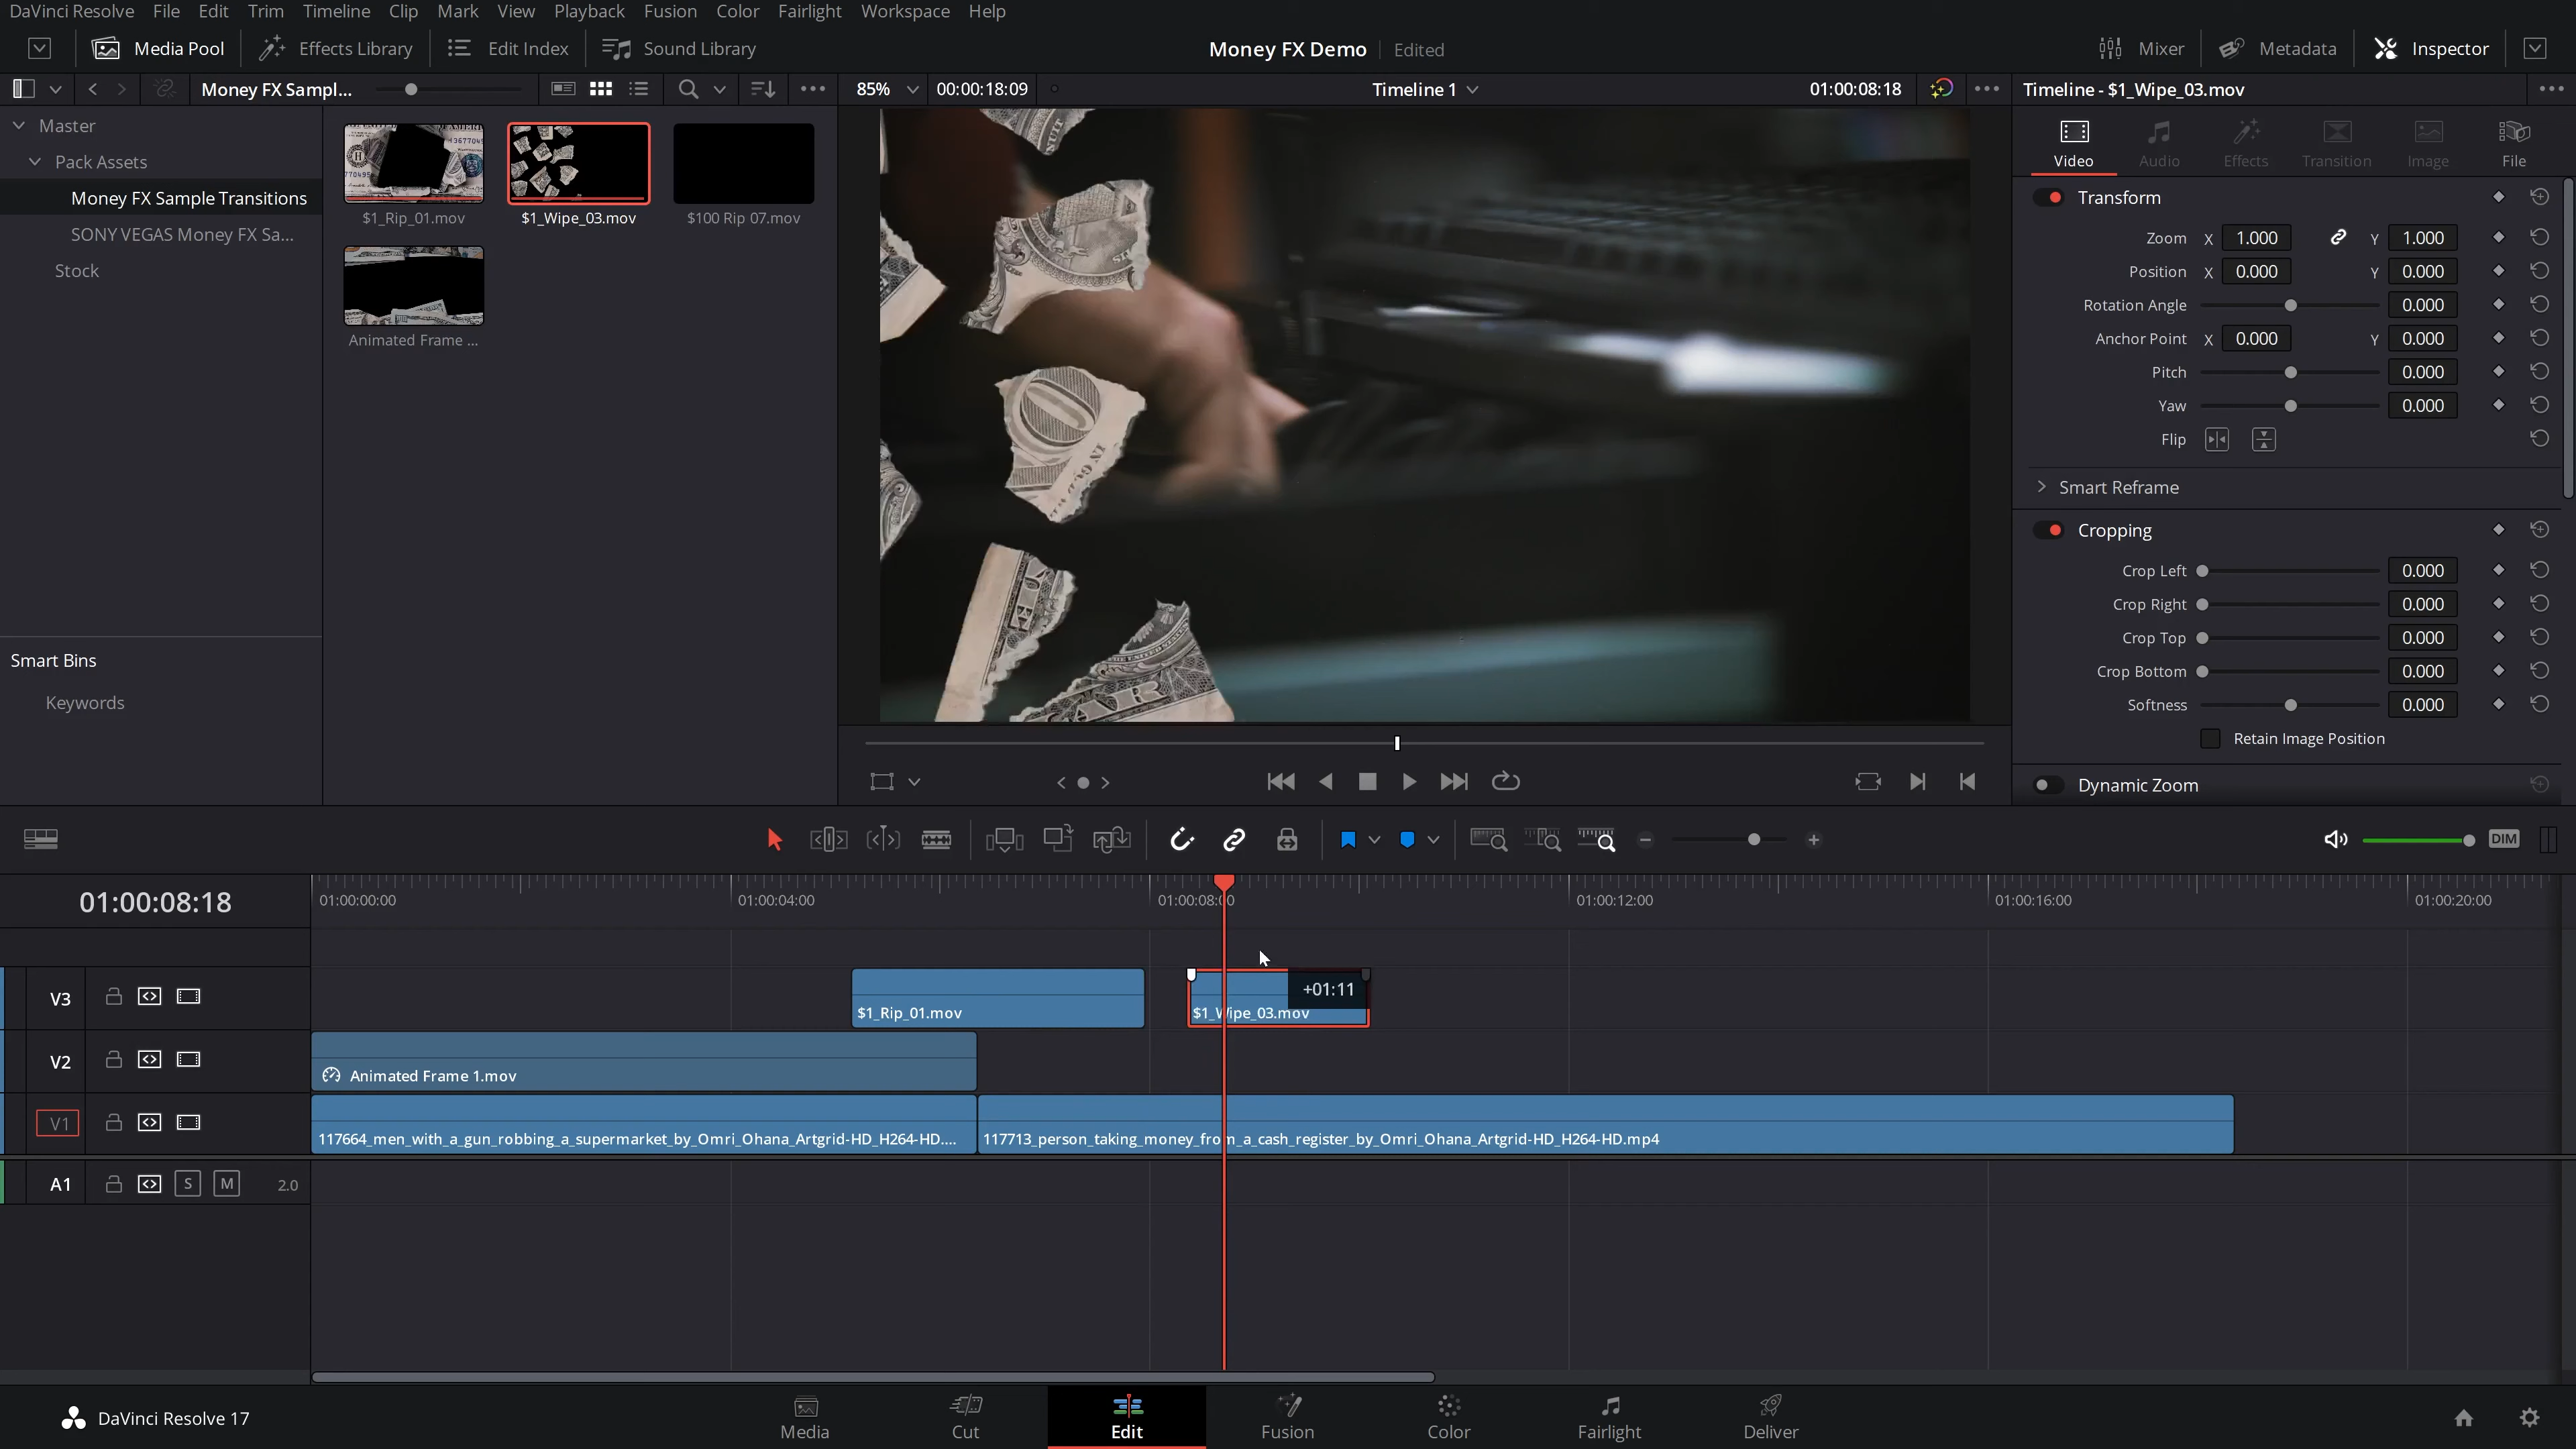 DaVinci Resolve File Edit Trim Timeline Clip Mark View Playback Fusion Color Fairlight Workspace Help
Media Pool Effects Library Edit Index Sound Library Money FX Demo Edited Mixer Metadata Inspector
Money FX Sampl... 85% 00:00:18:09 Timeline 1 01:00:08:18 Timeline - $1_Wipe_03.mov
Master
Pack Assets
Money FX Sample Transitions
SONY VEGAS Money FX Sa...
Stock
Smart Bins
Keywords
$1_Rip_01.mov $1_Wipe_03.mov $100 Rip 07.mov
Animated Frame ...
Video Audio Effects Transition Image File
Transform
Zoom X 1.000 Y 1.000
Position X 0.000 Y 0.000
Rotation Angle 0.000
Anchor Point X 0.000 Y 0.000
Pitch 0.000
Yaw 0.000
Flip
Smart Reframe
Cropping
Crop Left 0.000
Crop Right 0.000
Crop Top 0.000
Crop Bottom 0.000
Softness 0.000
Retain Image Position
Dynamic Zoom
DIM
01:00:08:18 01:00:00:00 01:00:04:00 01:00:08:00 01:00:12:00 01:00:16:00 01:00:20:00
V3 $1_Rip_01.mov $1_Wipe_03.mov +01:11
V2 Animated Frame 1.mov
V1 117664_men_with_a_gun_robbing_a_supermarket_by_Omri_Ohana_Artgrid-HD_H264-HD.... 117713_person_taking_money_from_a_cash_register_by_Omri_Ohana_Artgrid-HD_H264-HD.mp4
A1 S M 2.0
DaVinci Resolve 17 Media Cut Edit Fusion Color Fairlight Deliver